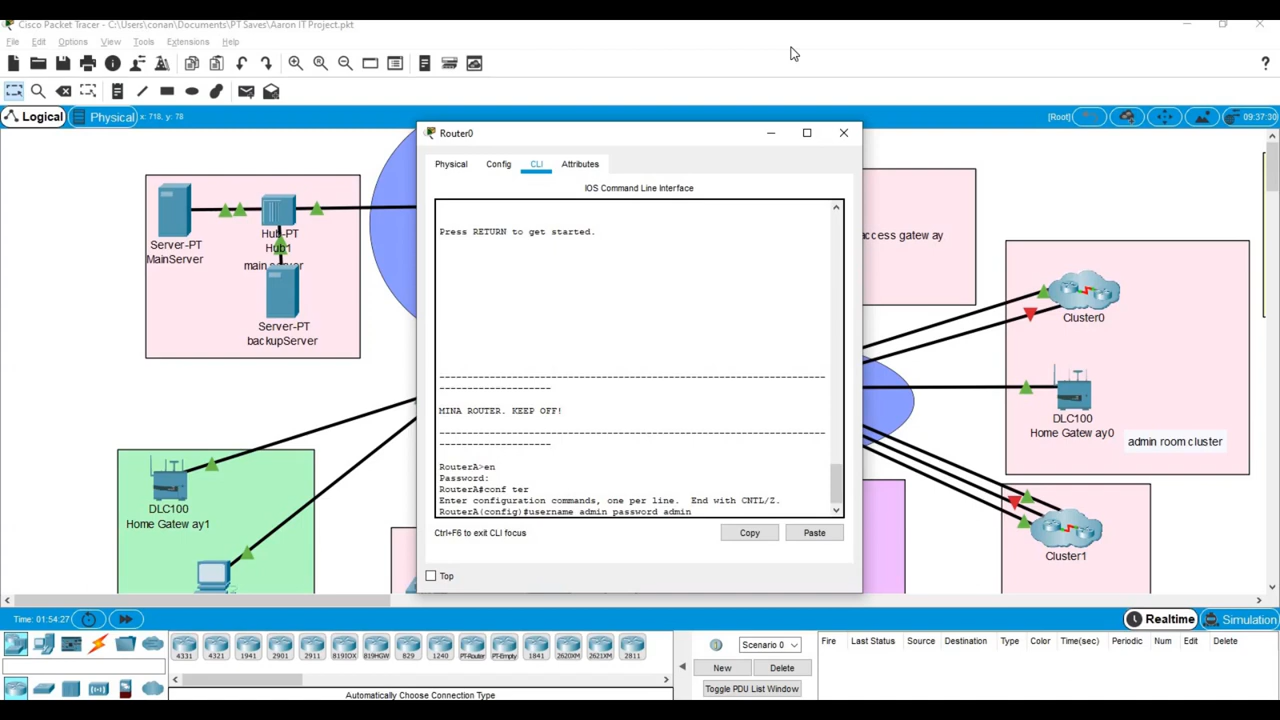 Cisco Packet Tracer - C:\Users\conan\Documents\PT Saves\Aaron IT Project.pkt
File Edit Options View Tools Extensions Help
?
Logical Physical x: 718, y: 78 [Root] 09:37:30
Router0
Physical Config CLI Attributes
IOS Command Line Interface
Press RETURN to get started.
--------------------------------------------------------------------
--------------------
MINA ROUTER. KEEP OFF!
--------------------------------------------------------------------
--------------------
RouterA>en
Password:
RouterA#conf ter
Enter configuration commands, one per line. End with CNTL/Z.
RouterA(config)#username admin password admin
Ctrl+F6 to exit CLI focus
Copy
Paste
Top
Server-PT
MainServer
Hub-PT
Hub1
main server
Server-PT
backupServer
access gatew ay
Cluster0
DLC100
Home Gatew ay0
admin room cluster
DLC100
Home Gatew ay1
Cluster1
Time: 01:54:27
Realtime Simulation
4331 4321 1941 2901 2911 819IOX 819HGW 829 1240 PT-Router PT-Empty 1841 2620XM 2621XM 2811
Automatically Choose Connection Type
Scenario 0
New
Delete
Toggle PDU List Window
Fire Last Status Source Destination Type Color Time(sec) Periodic Num Edit Delete